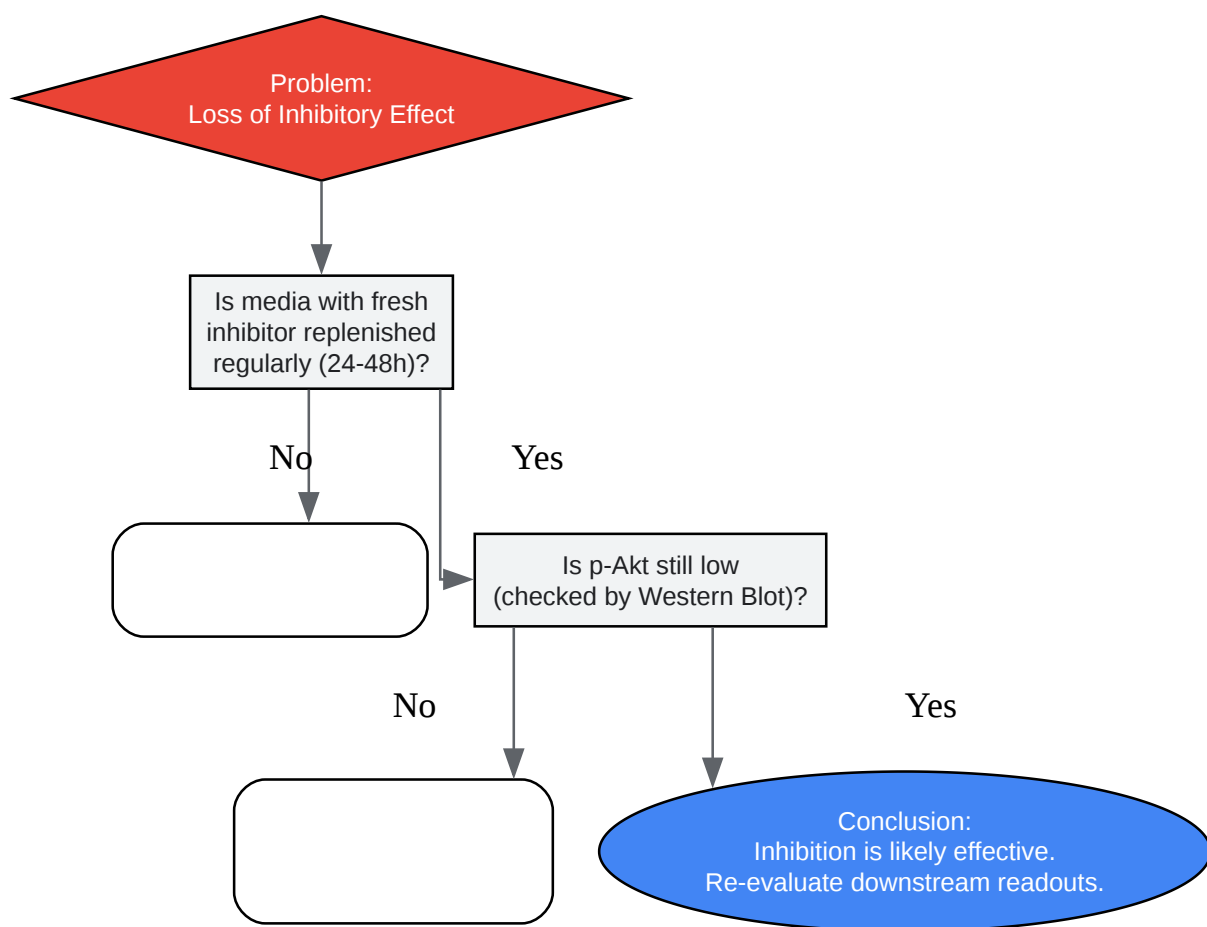 Problem:
Loss of Inhibitory Effect
Is media with fresh
inhibitor replenished
regularly (24-48h)?
No
Yes
Is p-Akt still low
(checked by Western Blot)?
No
Yes
Conclusion:
Inhibition is likely effective.
Re-evaluate downstream readouts.